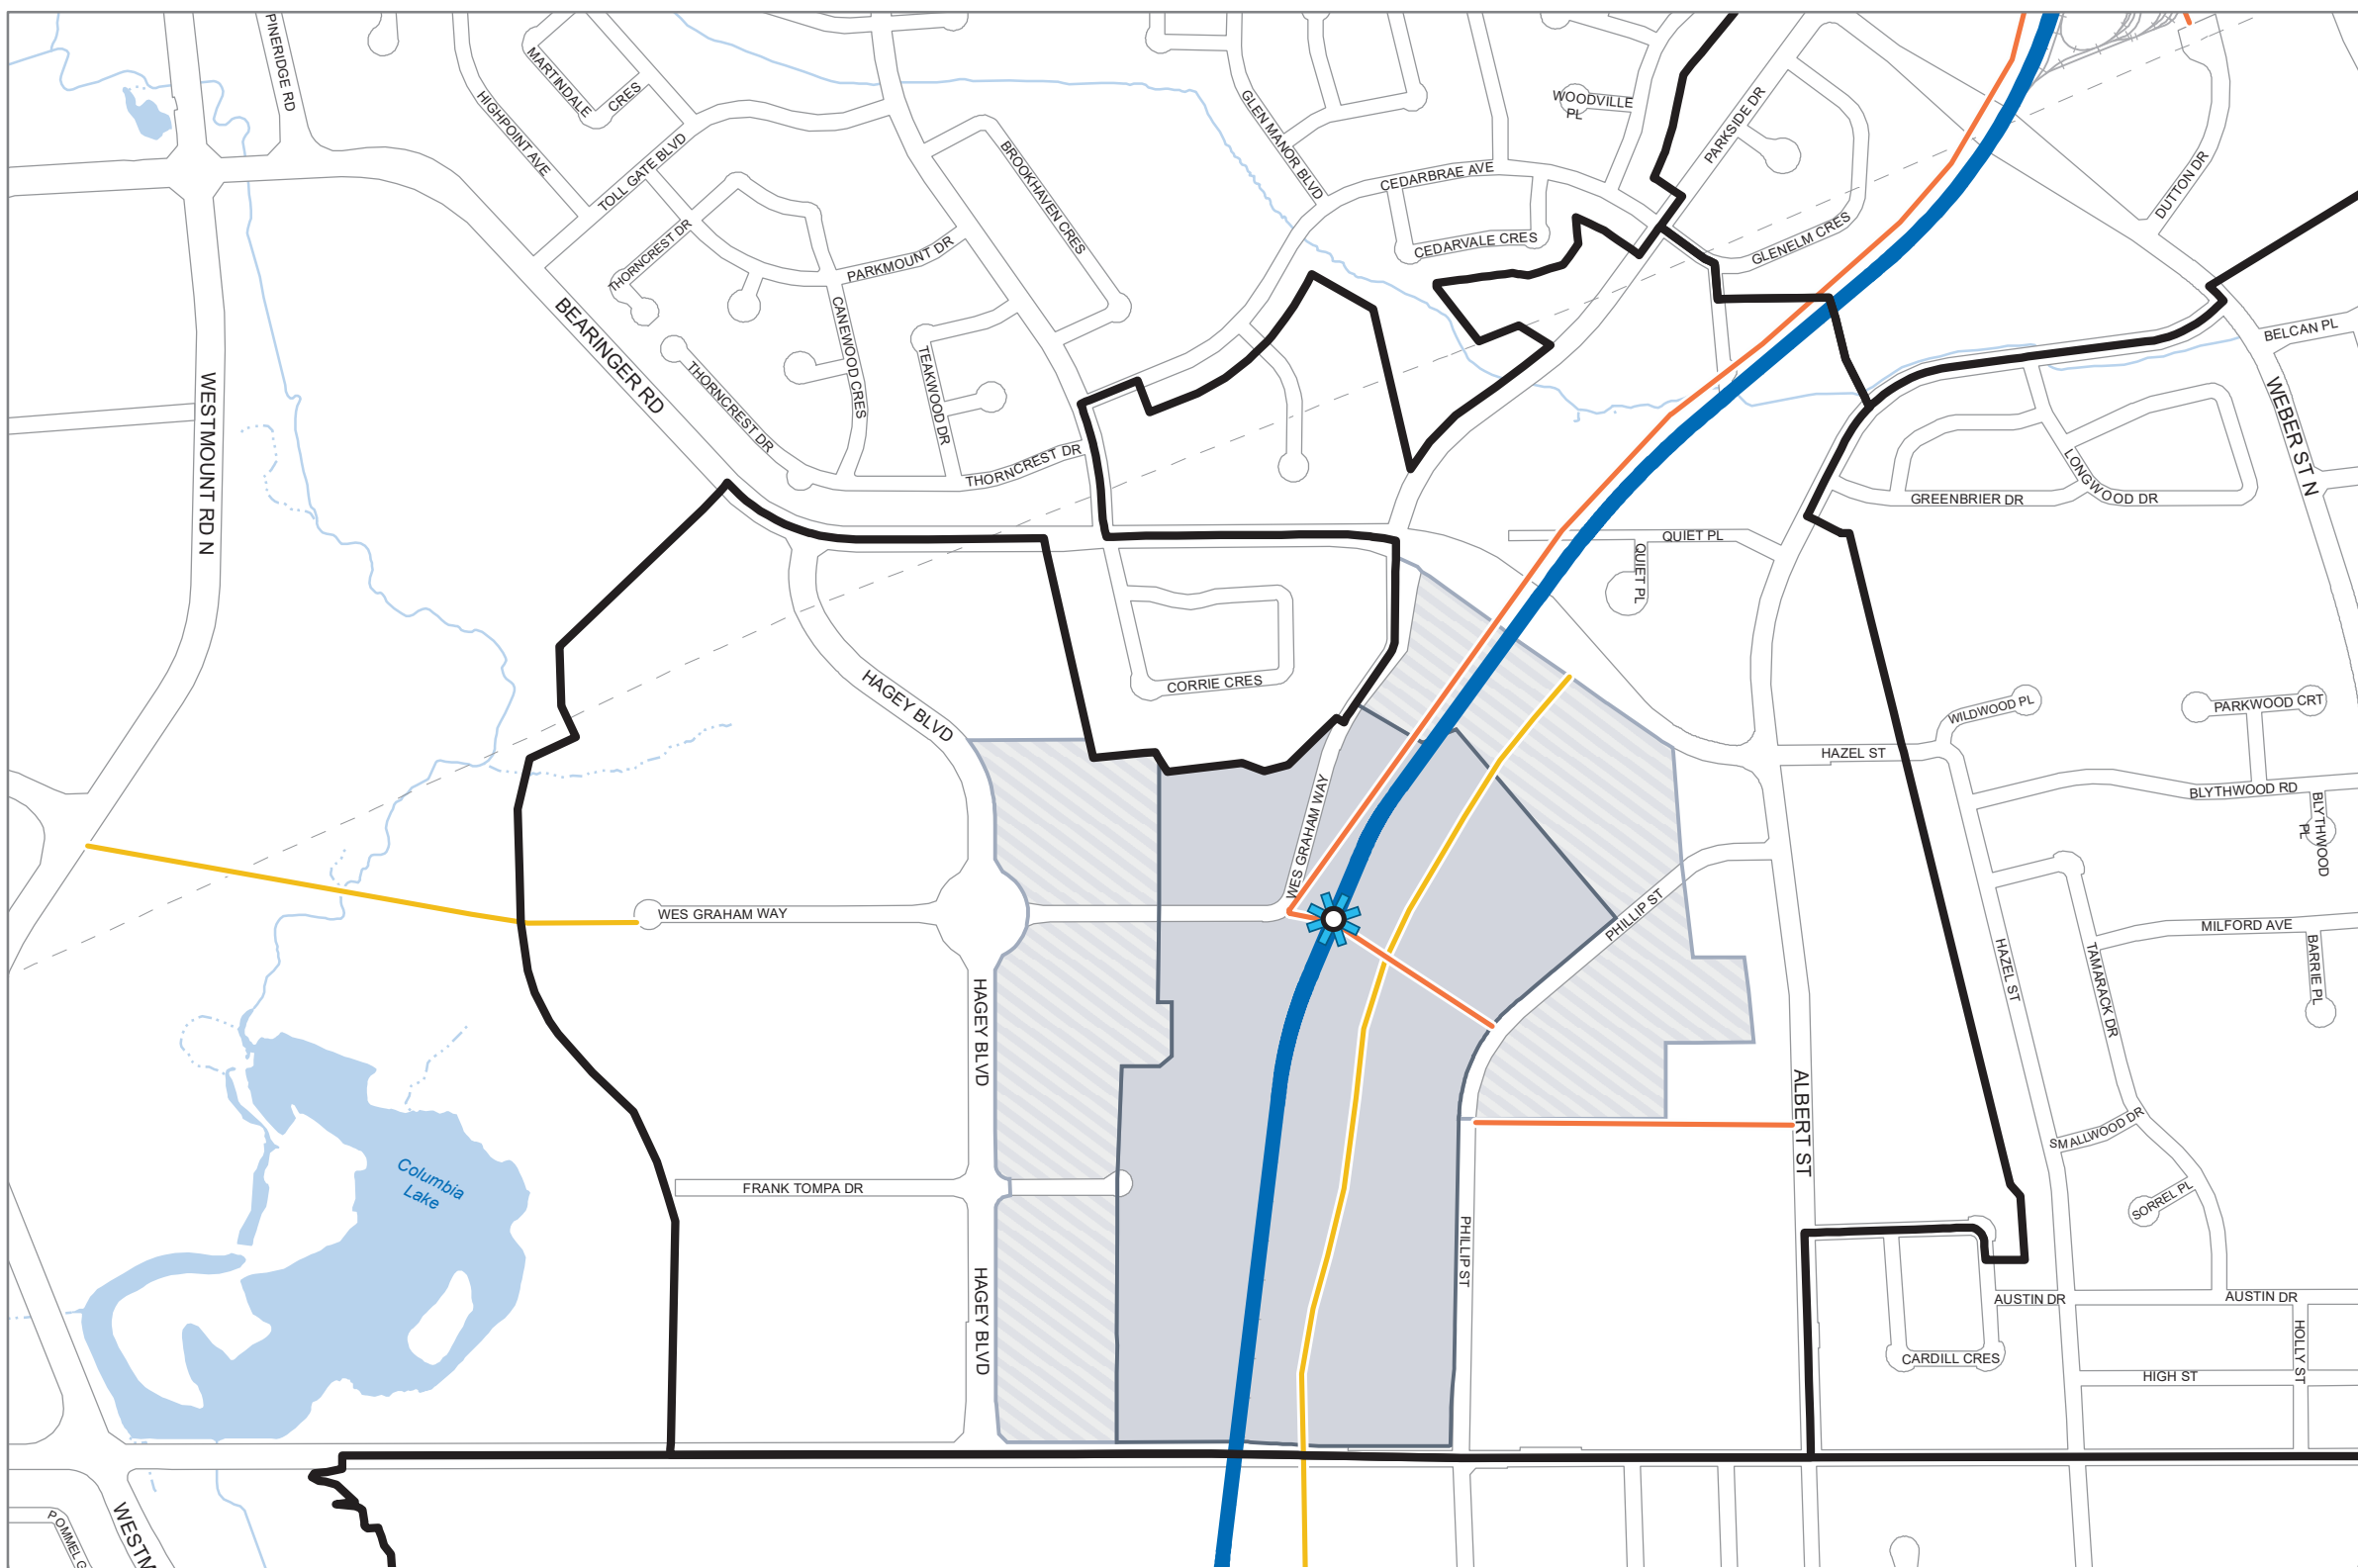 PINERIDGE RD
MARTINDALE
CRES
HIGHPOINT AVE
TOLL GATE BLVD
BROOKHAVEN CRES
GLEN MANOR BLVD
WOODVILLE
PL
PARKSIDE DR
CEDARBRAE AVE
CEDARVALE CRES
GLENELM CRES
DUTTON DR
THORNCREST DR
PARKMOUNT DR
BEARINGER RD
CANEWOOD CRES
TEAKWOOD DR
THORNCREST DR
THORNCREST DR
BELCAN PL
WEBER ST N
WESTMOUNT RD N
LONGWOOD DR
GREENBRIER DR
QUIET PL
QUIET PL
CORRIE CRES
HAGEY BLVD
WILDWOOD PL
PARKWOOD CRT
HAZEL ST
BLYTHWOOD RD
BLYTHWOOD
PL
WES GRAHAM WAY
WES GRAHAM WAY
PHILLIP ST
MILFORD AVE
HAZEL ST
TAMARACK DR
BARRIE PL
HAGEY BLVD
ALBERT ST
SMALLWOOD DR
Columbia
Lake
FRANK TOMPA DR
SORREL PL
PHILLIP ST
HAGEY BLVD
AUSTIN DR
AUSTIN DR
HOLLY ST
CARDILL CRES
HIGH ST
WESTM
POMMEL G